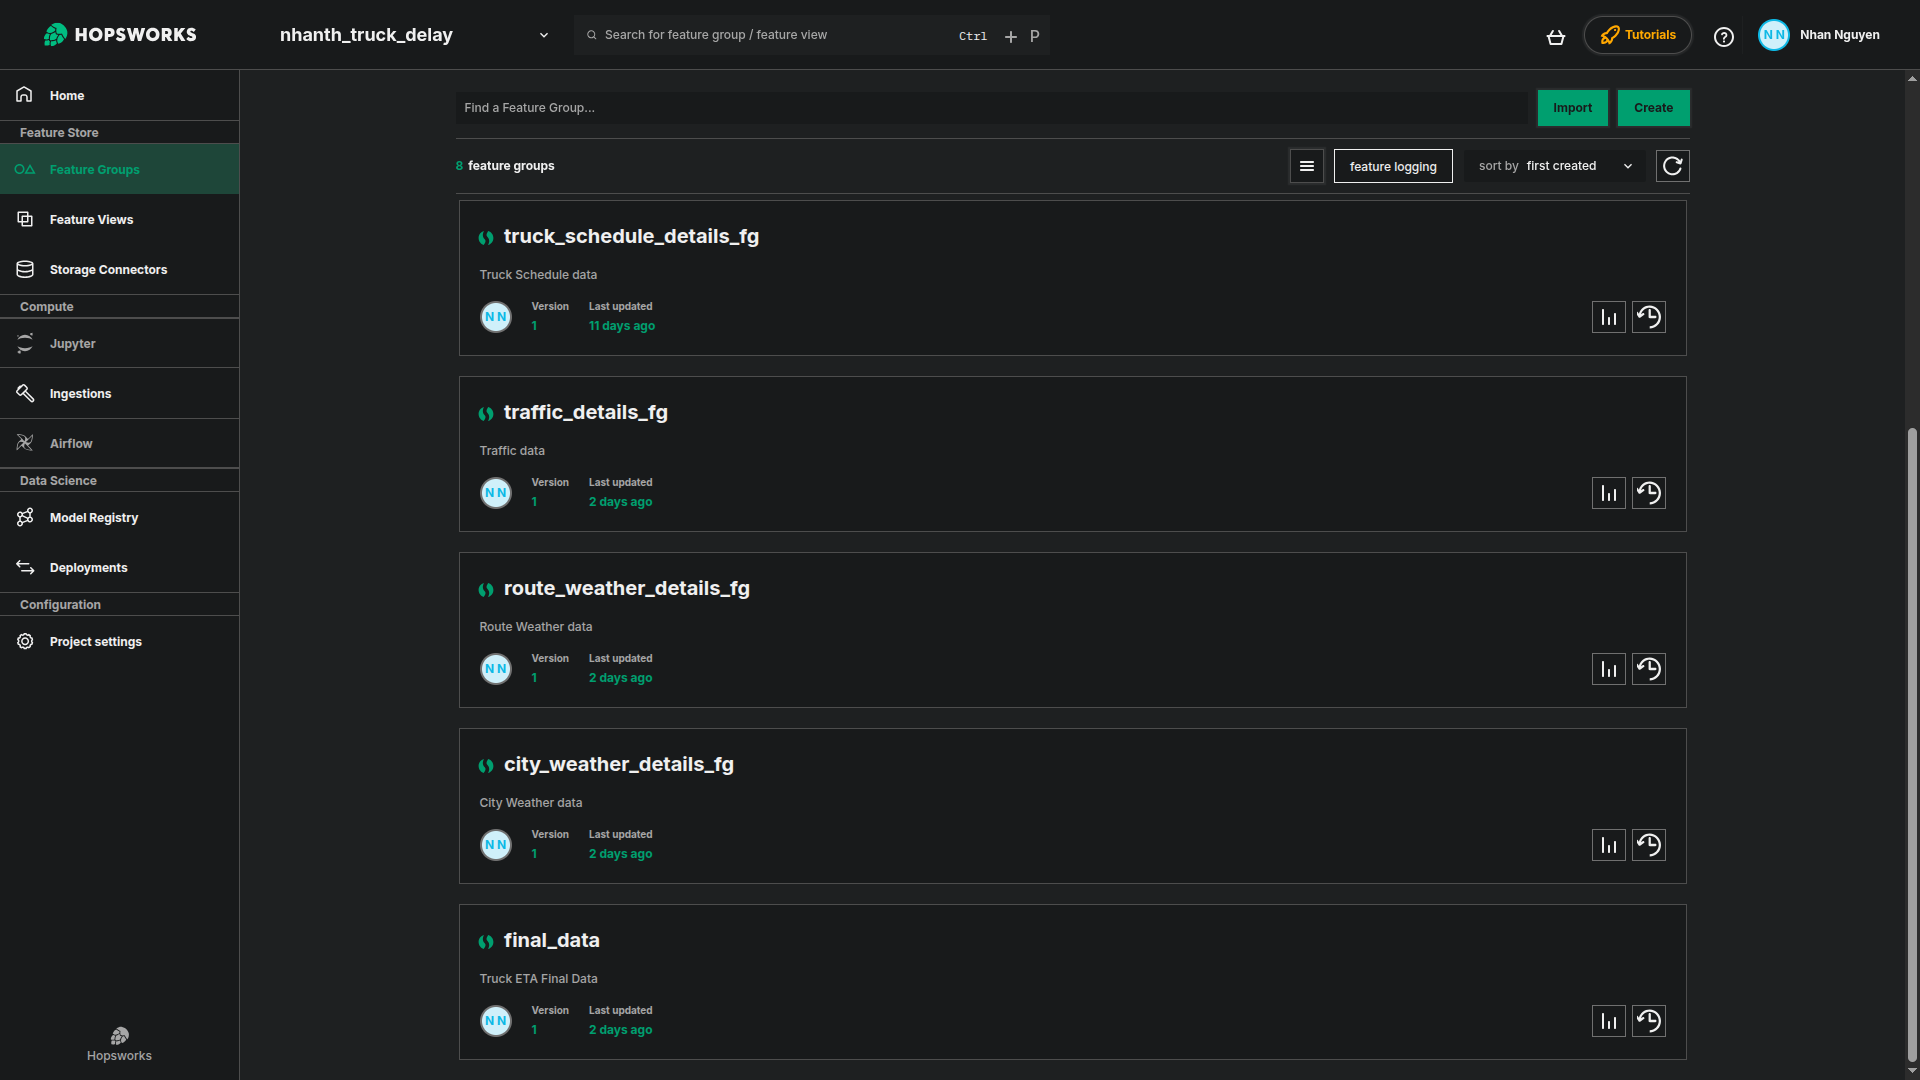 HOPSWORKS
nhanth_truck_delay
Search for feature group / feature view
Ctrl + P
Tutorials
NN
Nhan Nguyen
Home
Feature Store
Feature Groups
Feature Views
Storage Connectors
Compute
Jupyter
Ingestions
Airflow
Data Science
Model Registry
Deployments
Configuration
Project settings
Hopsworks
Find a Feature Group...
Import
Create
8 feature groups
feature logging
sort by first created
truck_schedule_details_fg
Truck Schedule data
NN
Version
Last updated
1
11 days ago
traffic_details_fg
Traffic data
NN
Version
Last updated
1
2 days ago
route_weather_details_fg
Route Weather data
NN
Version
Last updated
1
2 days ago
city_weather_details_fg
City Weather data
NN
Version
Last updated
1
2 days ago
final_data
Truck ETA Final Data
NN
Version
Last updated
1
2 days ago